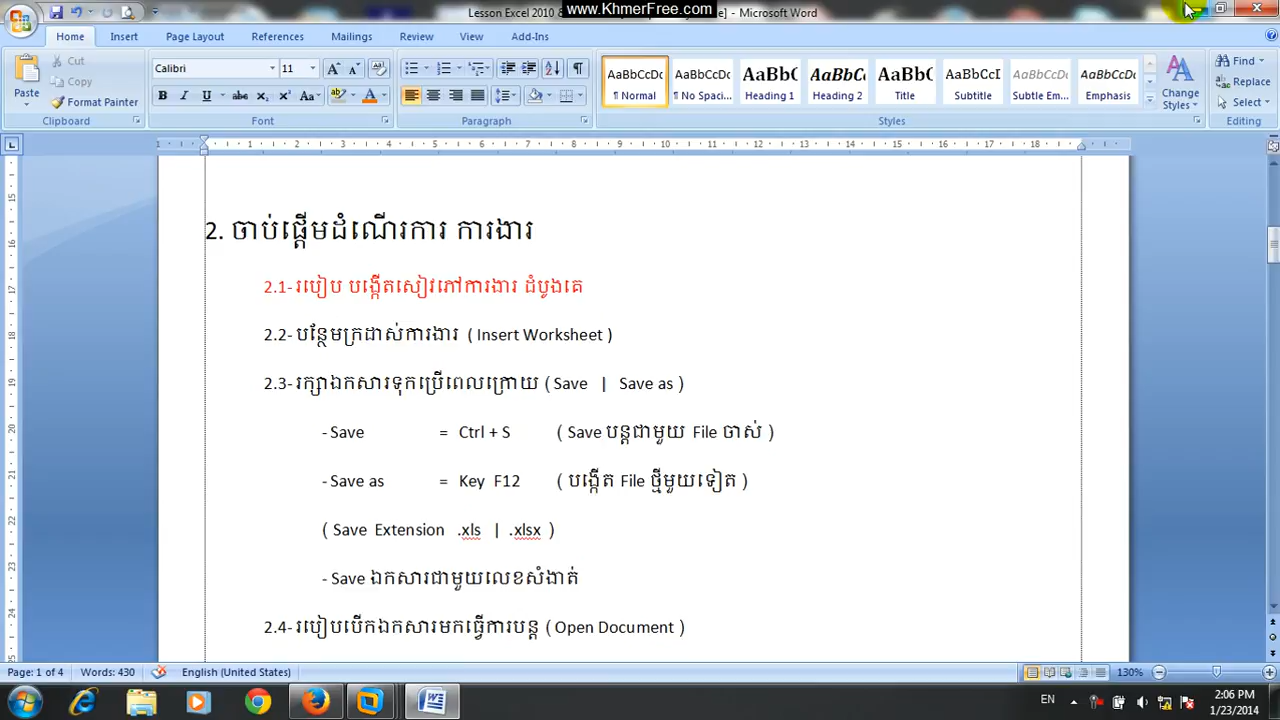 www.KhmerFree.com
Lesson Excel 2010 &
e] - Microsoft Word
Home Insert Page Layout References Mailings Review View Add-Ins
Paste
Cut
Copy
Format Painter
Clipboard
Calibri 11
Font
Paragraph
AaBbCcDc AaBbCcDc AaBbC AaBbCc AaBbC AaBbCcI AaBbCcDc AaBbCcDc
¶ Normal ¶ No Spaci... Heading 1 Heading 2 Title Subtitle Subtle Em... Emphasis
Styles
Change Styles
Find
Replace
Select
Editing
2. ចាប់ផ្តើមដំណើរការ ការងារ
2.1- របៀប បង្កើតសៀវភៅការងារ ដំបូងគេ
2.2- បន្ថែមក្រដាស់ការងារ ( Insert Worksheet )
2.3- រក្សាឯកសារទុកប្រើពេលក្រោយ ( Save | Save as )
- Save = Ctrl + S ( Save បន្តជាមួយ File ចាស់ )
- Save as = Key F12 ( បង្កើត File ថ្មីមួយទៀត )
( Save Extension .xls | .xlsx )
- Save ឯកសារជាមួយលេខសំងាត់
2.4- របៀបបើកឯកសារមកធ្វើការបន្ត ( Open Document )
Page: 1 of 4 Words: 430 English (United States) 130%
EN 2:06 PM
1/23/2014